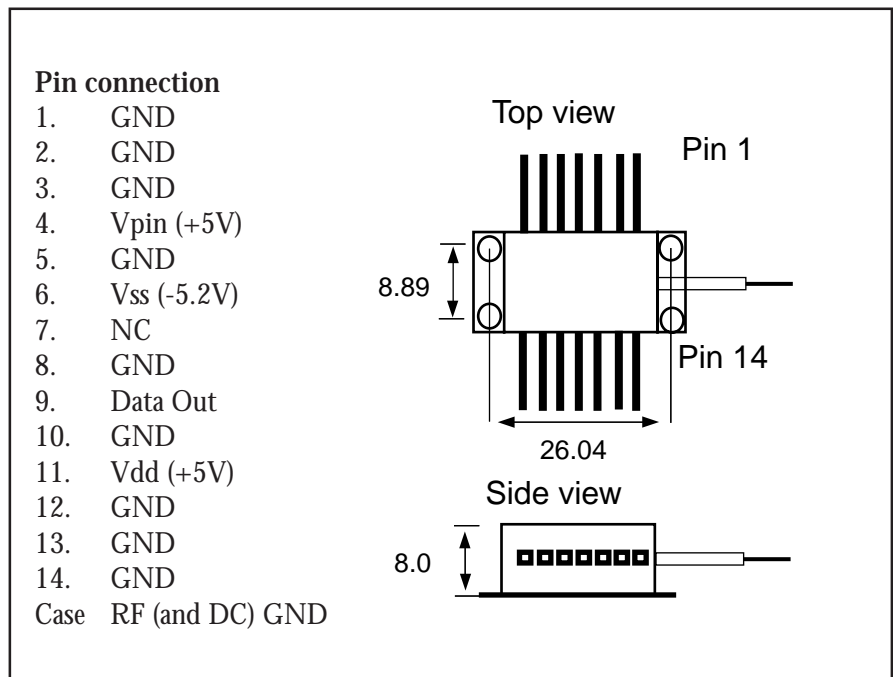 Pin connection
1. GND
2. GND
3. GND
4. Vpin (+5V)
5. GND
6. Vss (-5.2V)
7. NC
8. GND
9. Data Out
10. GND
11. Vdd (+5V)
12. GND
13. GND
14. GND
Case RF (and DC) GND
Top view
Pin 1
8.89
Pin 14
26.04
Side view
8.0